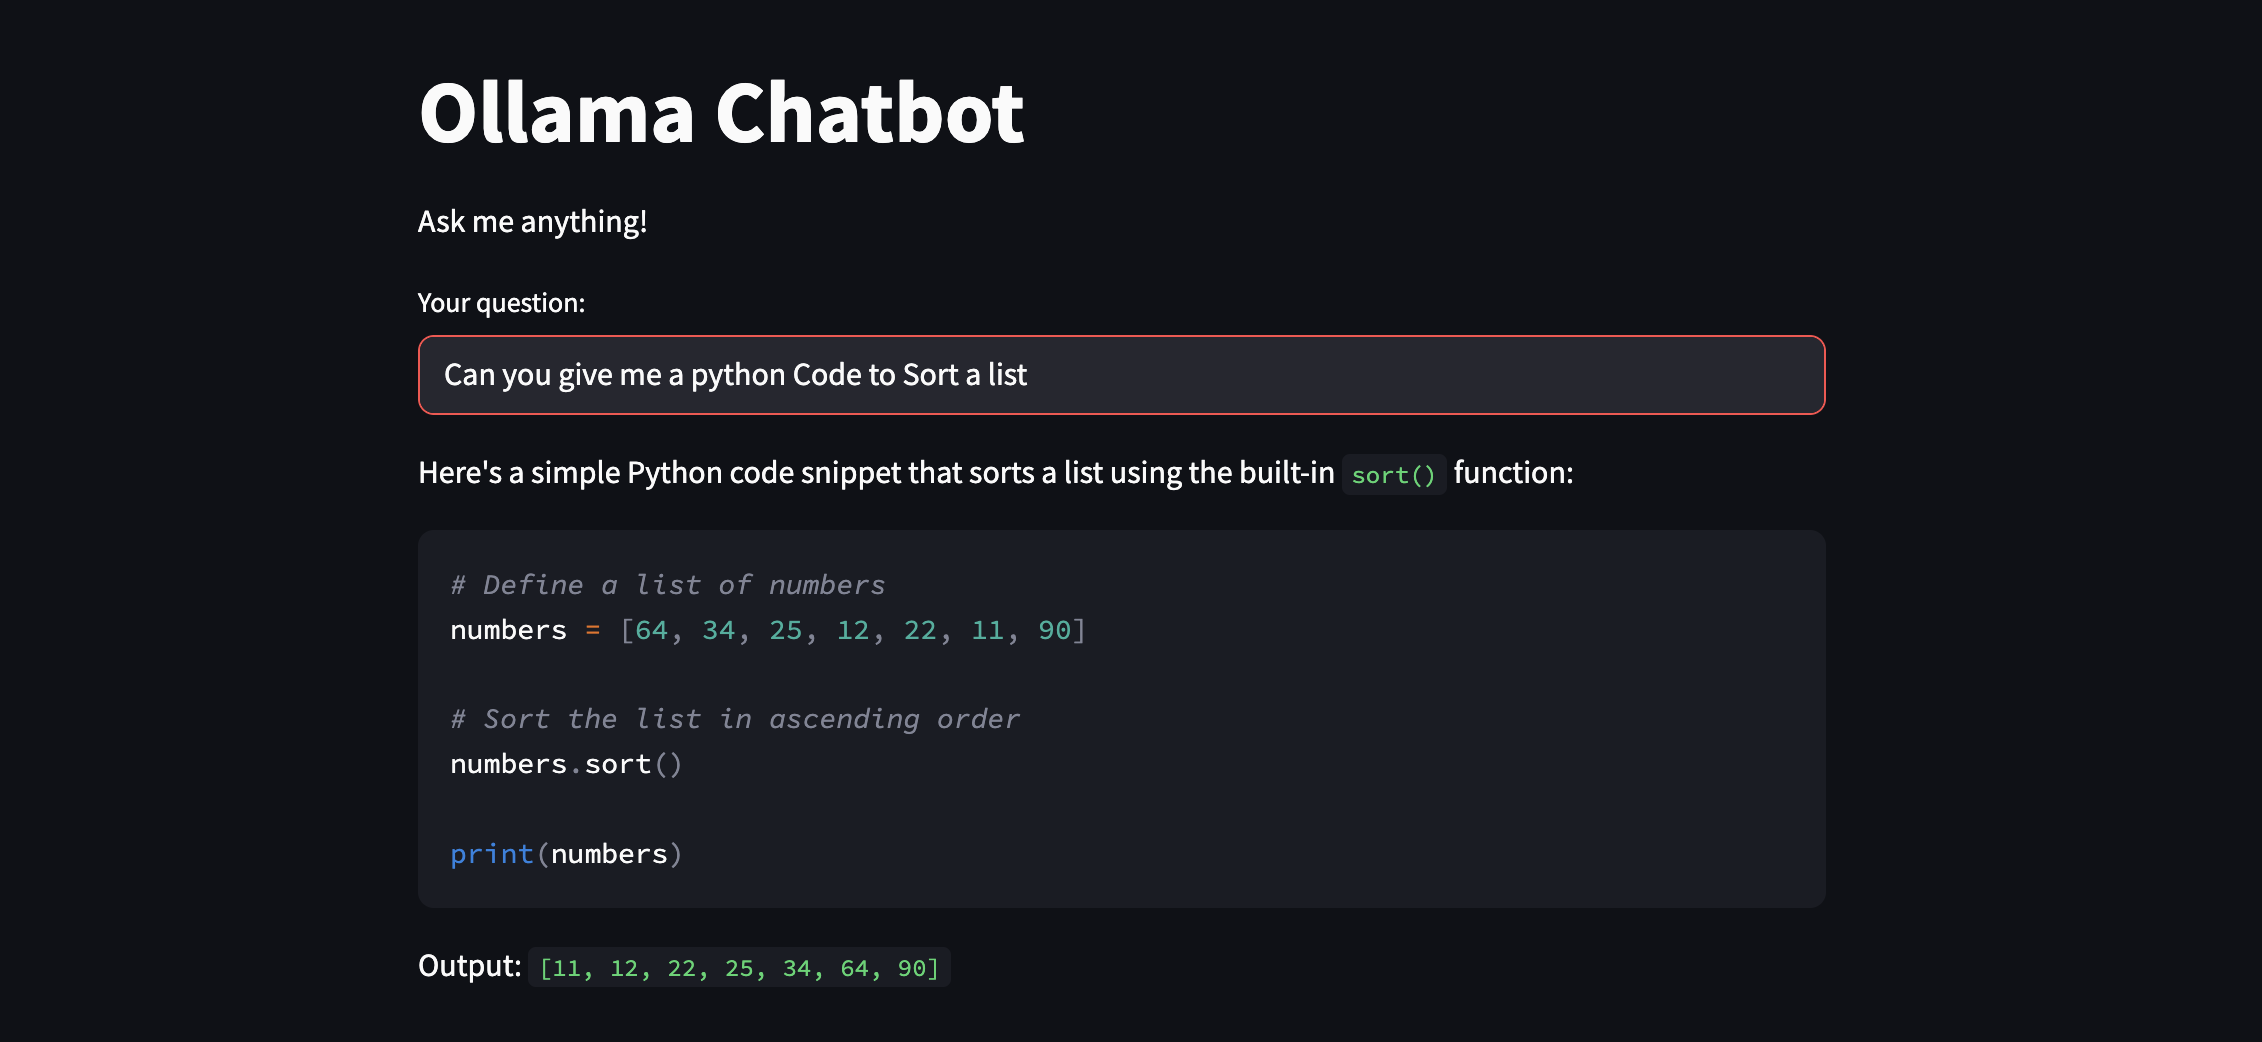 Ollama Chatbot
Ask me anything!
Your question:
Can you give me a python Code to Sort a list
Here's a simple Python code snippet that sorts a list using the built-in sort() function:
# Define a list of numbers
numbers = [64, 34, 25, 12, 22, 11, 90]
# Sort the list in ascending order
numbers.sort()
print(numbers)
Output: [11, 12, 22, 25, 34, 64, 90]